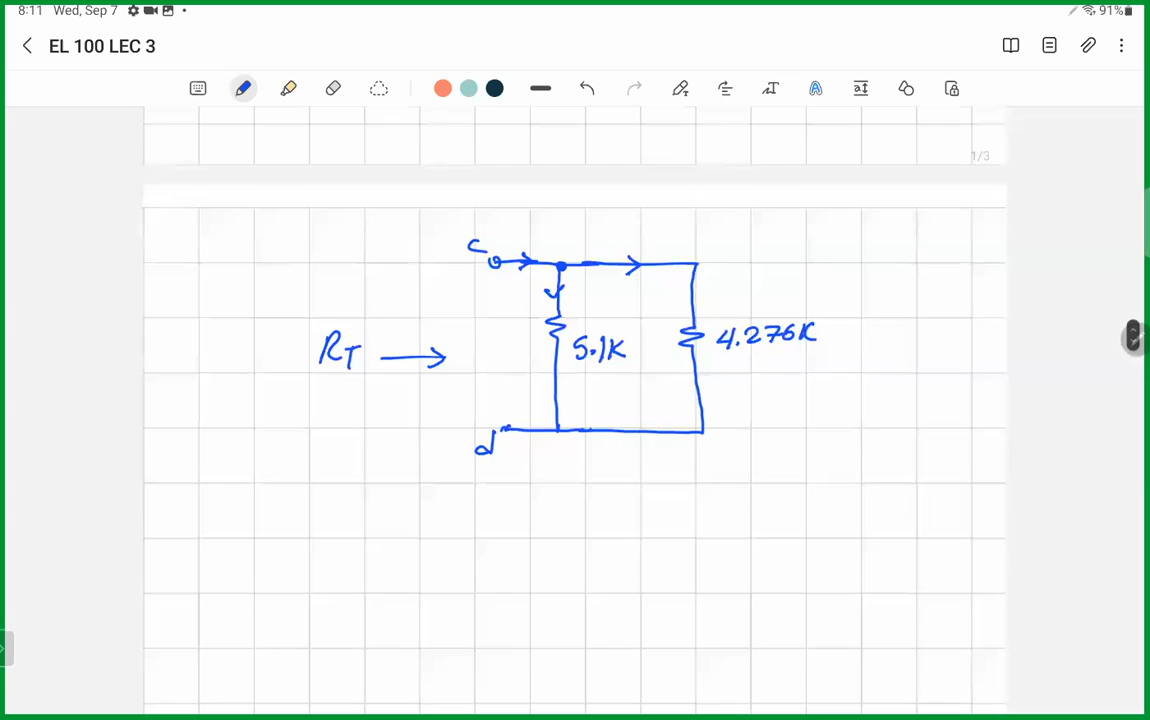 8:11 Wed, Sep 7 91%
EL 100 LEC 3
1/3
c
RT
5.1K
4.276K
d